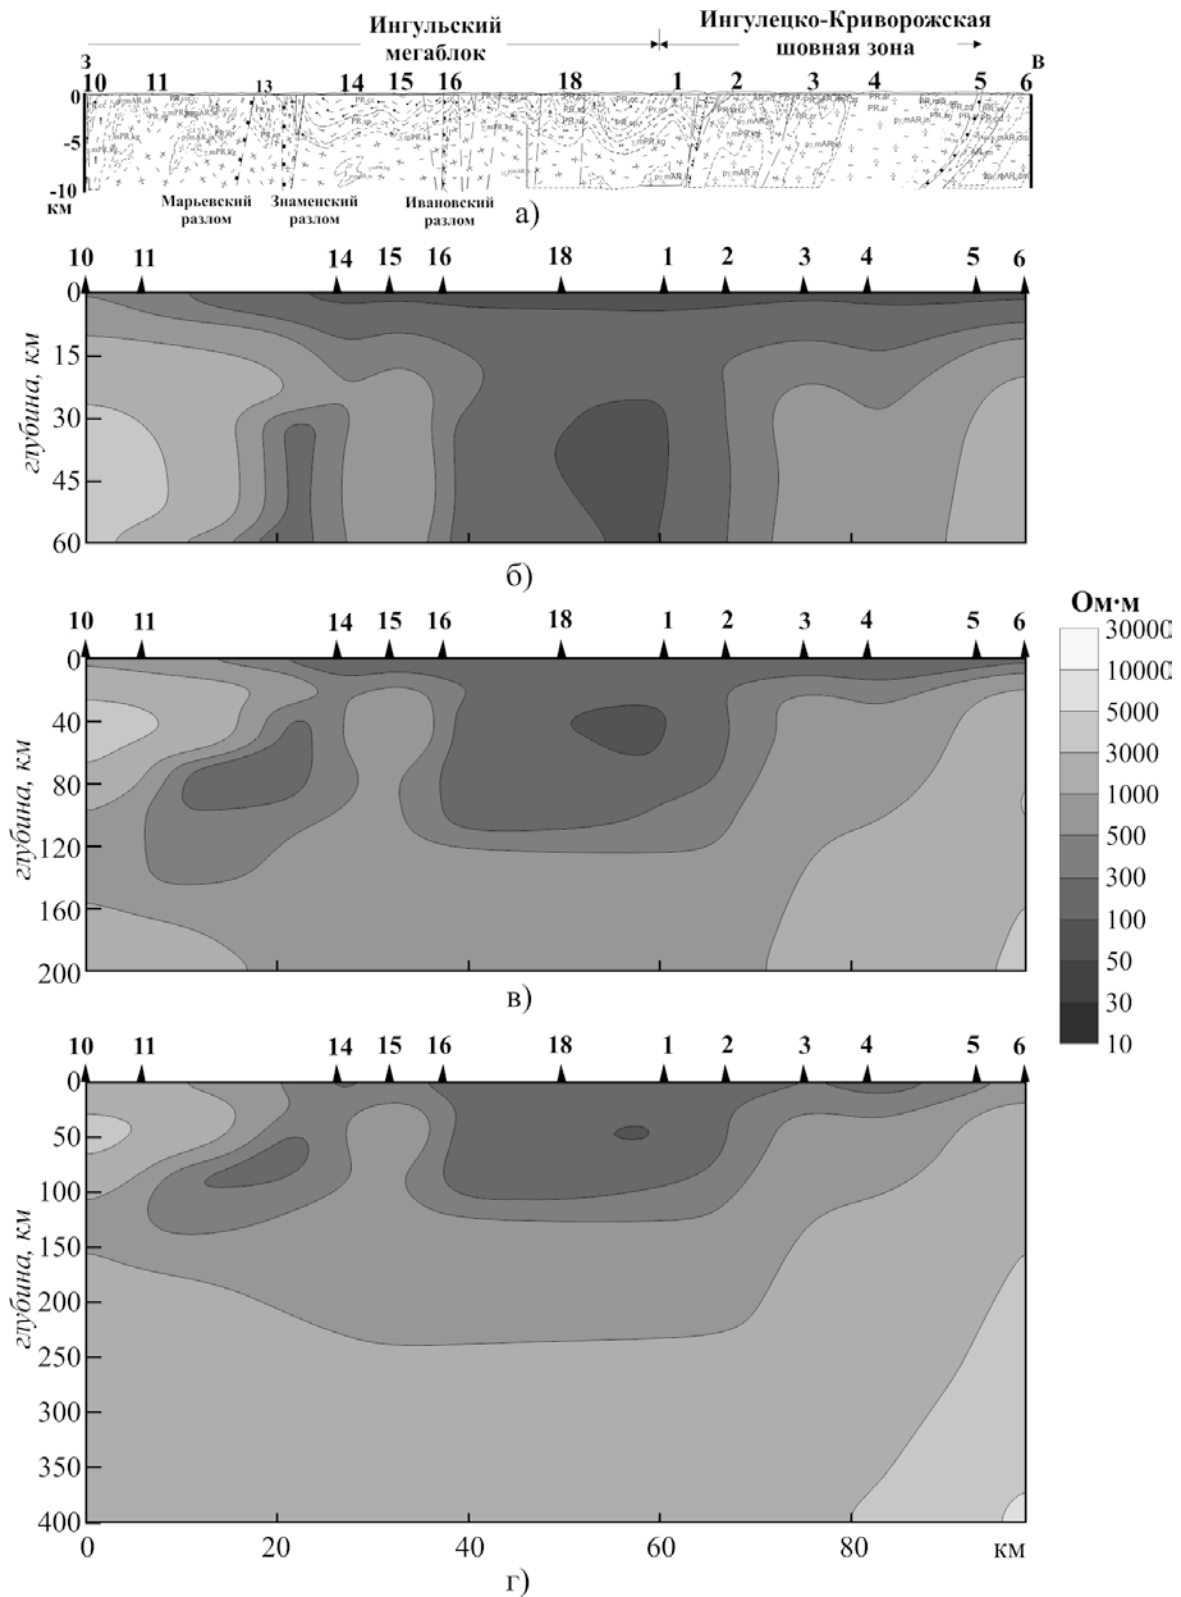 Ингульский
мегаблок
Ингулецко-Криворожская
шовная зона
З
В
10 11 13 14 15 16 18 1 2 3 4 5 6
0
-5
-10
км
Марьевский
разлом
Знаменский
разлом
Ивановский
разлом
а)
10 11 14 15 16 18 1 2 3 4 5 6
0
15
30
45
60
глубина, км
б)
10 11 14 15 16 18 1 2 3 4 5 6
0
40
80
120
160
200
глубина, км
в)
Ом·м
30000
10000
5000
3000
1000
500
300
100
50
30
10
10 11 14 15 16 18 1 2 3 4 5 6
0
50
100
150
200
250
300
350
400
глубина, км
0 20 40 60 80 км
г)